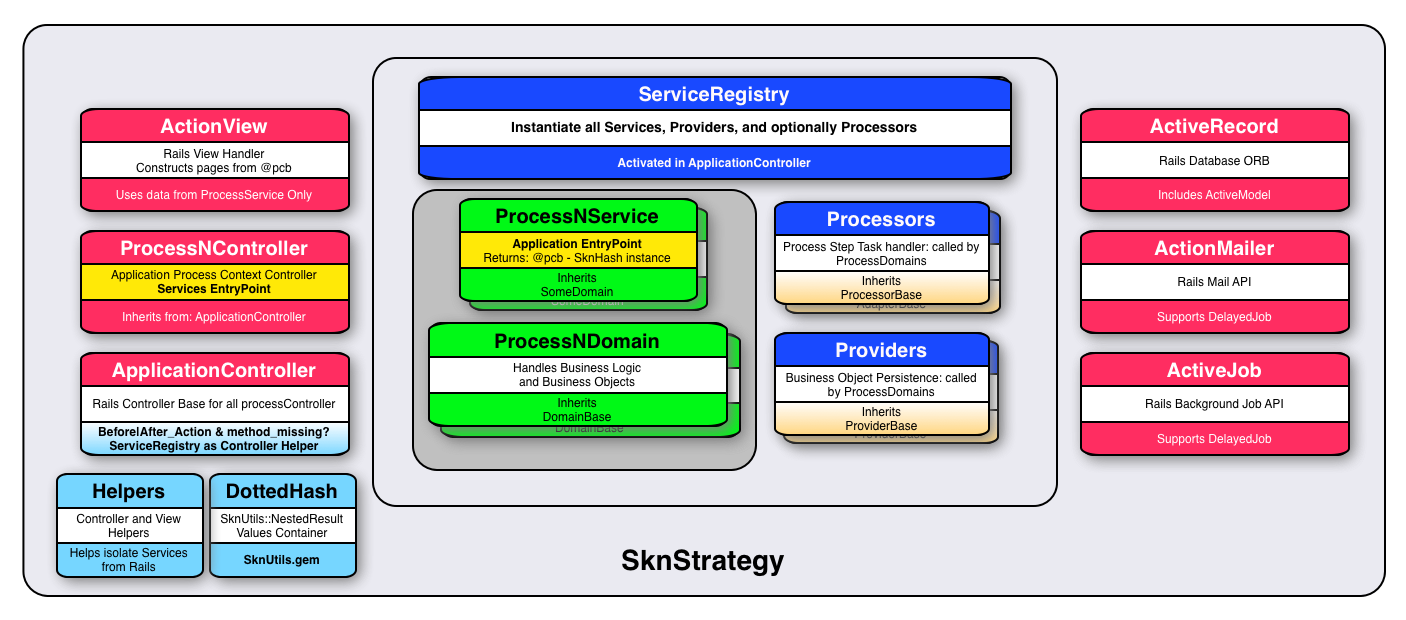 ServiceRegistry
Instantiate all Services, Providers, and optionally Processors
Activated in ApplicationController
ActionView
Rails View Handler
Constructs pages from @pcb
Uses data from ProcessService Only
ProcessNController
Application Process Context Controller
Services EntryPoint
Inherits from: ApplicationController
ApplicationController
Rails Controller Base for all processController
BeforelAfter_Action & method_missing?
ServiceRegistry as Controller Helper
Helpers
Controller and View
Helpers
Helps isolate Services
from Rails
DottedHash
SknUtils::NestedResult
Values Container
SknUtils.gem
ProcessNService
Application EntryPoint
Returns: @pcb - SknHash instance
Inherits
SomeDomain
SomeDomain
ProcessNDomain
Handles Business Logic
and Business Objects
Inherits
DomainBase
DomainBase
Processors
Process Step Task handler: called by
ProcessDomains
Inherits
ProcessorBase
AdapterBase
Providers
Business Object Persistence: called
by ProcessDomains
Inherits
ProviderBase
ProviderBase
ActiveRecord
Rails Database ORB
Includes ActiveModel
ActionMailer
Rails Mail API
Supports DelayedJob
ActiveJob
Rails Background Job API
Supports DelayedJob
SknStrategy